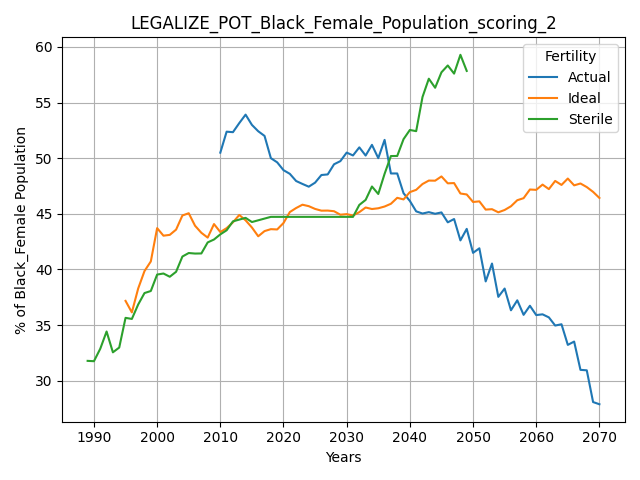 LEGALIZE_POT_Black_Female_Population_scoring_2
Fertility
Actual
Ideal
Sterile
% of Black_Female Population
60
55
50
45
40
35
30
1990 2000 2010 2020 2030 2040 2050 2060 2070
Years